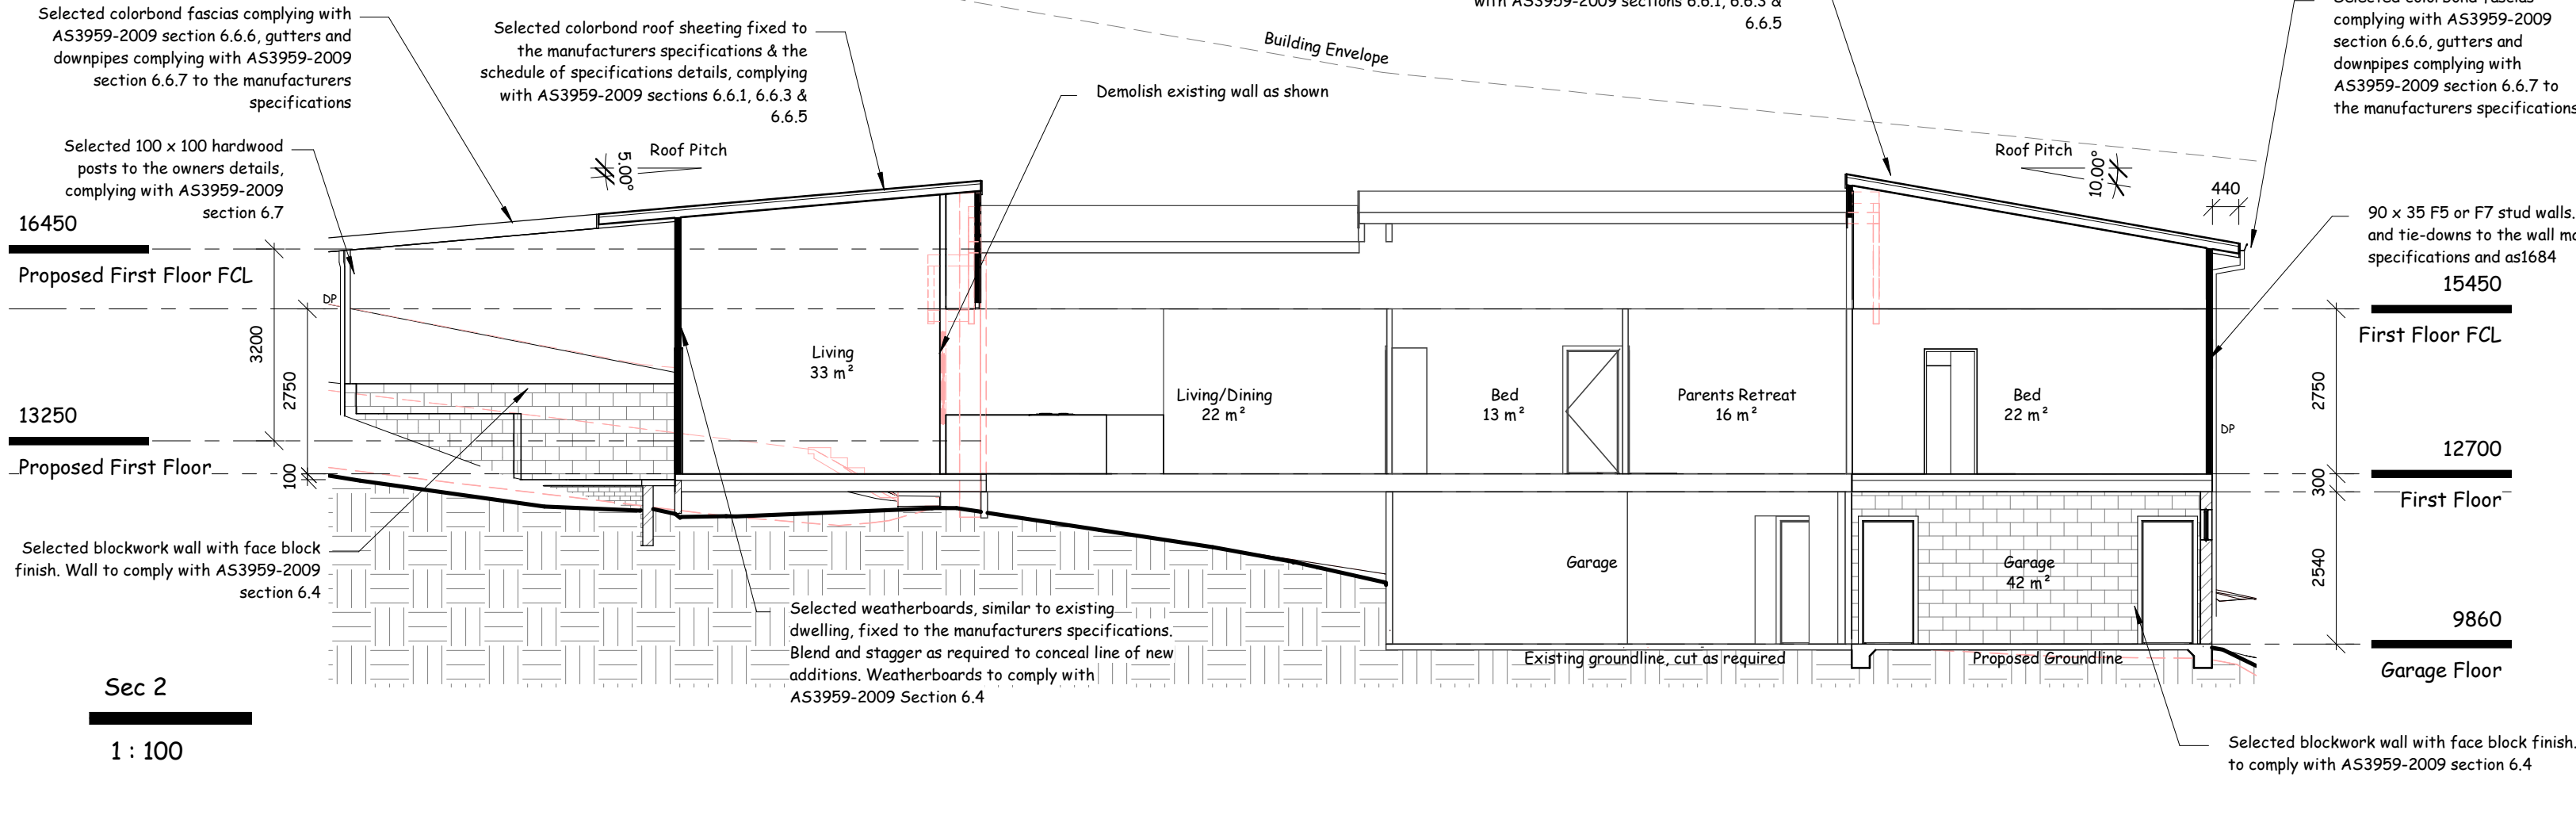 Selected colorbond fascias complying with
AS3959-2009 section 6.6.6, gutters and
downpipes complying with AS3959-2009
section 6.6.7 to the manufacturers
specifications
Selected colorbond roof sheeting fixed to
the manufacturers specifications & the
schedule of specifications details, complying
with AS3959-2009 sections 6.6.1, 6.6.3 &
6.6.5
Building Envelope
with AS3959-2009 sections 6.6.1, 6.6.3 &
6.6.5
Selected colorbond fascias
complying with AS3959-2009
section 6.6.6, gutters and
downpipes complying with
AS3959-2009 section 6.6.7 to
the manufacturers specifications
Demolish existing wall as shown
Selected 100 x 100 hardwood
posts to the owners details,
complying with AS3959-2009
section 6.7
5.00°
Roof Pitch
Roof Pitch
10.00°
440
90 x 35 F5 or F7 stud walls.
and tie-downs to the wall
specifications and as1684
16450
Proposed First Floor FCL
15450
First Floor FCL
DP
3200
2750
100
13250
Proposed First Floor
Living
33 m²
Living/Dining
22 m²
Bed
13 m²
Parents Retreat
16 m²
Bed
22 m²
DP
2750
300
2540
12700
First Floor
Selected blockwork wall with face block
finish. Wall to comply with AS3959-2009
section 6.4
Selected weatherboards, similar to existing
dwelling, fixed to the manufacturers specifications.
Blend and stagger as required to conceal line of new
additions. Weatherboards to comply with
AS3959-2009 Section 6.4
Garage
Garage
42 m²
9860
Garage Floor
Existing groundline, cut as required
Proposed Groundline
Sec 2
1 : 100
Selected blockwork wall with face block finish.
to comply with AS3959-2009 section 6.4